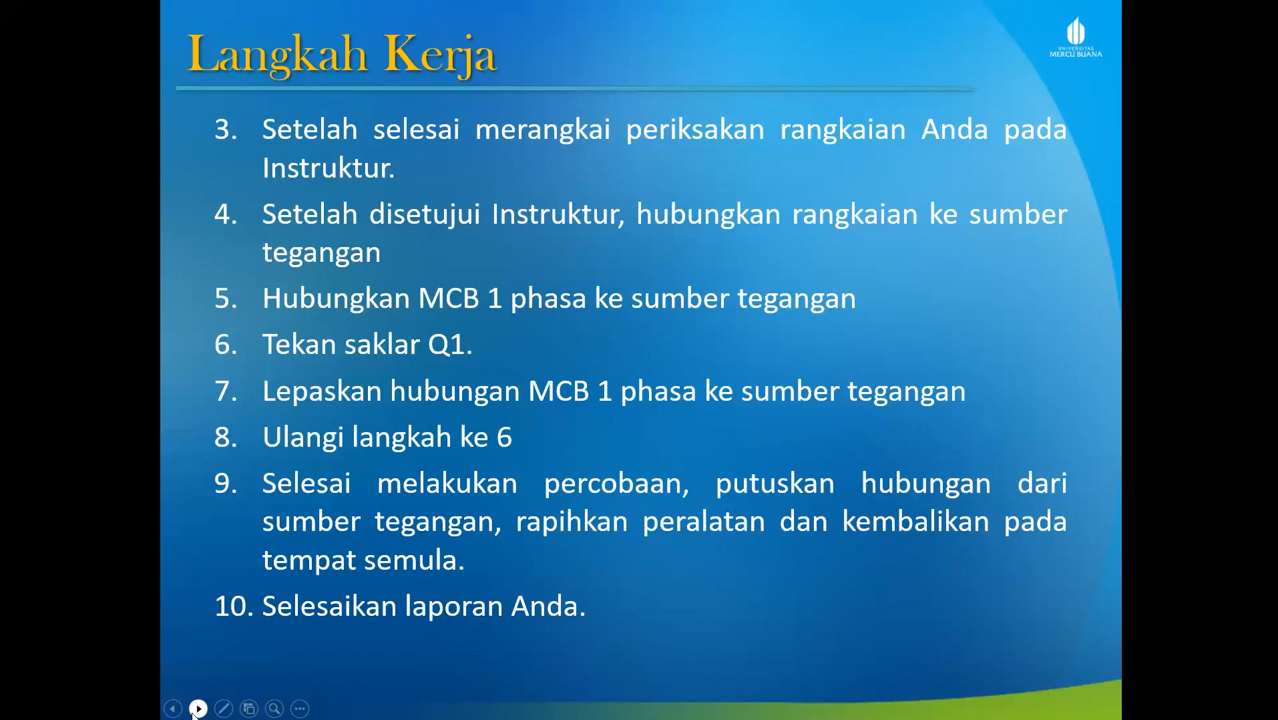 Langkah Kerja
UNIVERSITAS
MERCU BUANA
3. Setelah selesai merangkai periksakan rangkaian Anda pada
Instruktur.
4. Setelah disetujui Instruktur, hubungkan rangkaian ke sumber
tegangan
5. Hubungkan MCB 1 phasa ke sumber tegangan
6. Tekan saklar Q1.
7. Lepaskan hubungan MCB 1 phasa ke sumber tegangan
8. Ulangi langkah ke 6
9. Selesai melakukan percobaan, putuskan hubungan dari
sumber tegangan, rapihkan peralatan dan kembalikan pada
tempat semula.
10. Selesaikan laporan Anda.